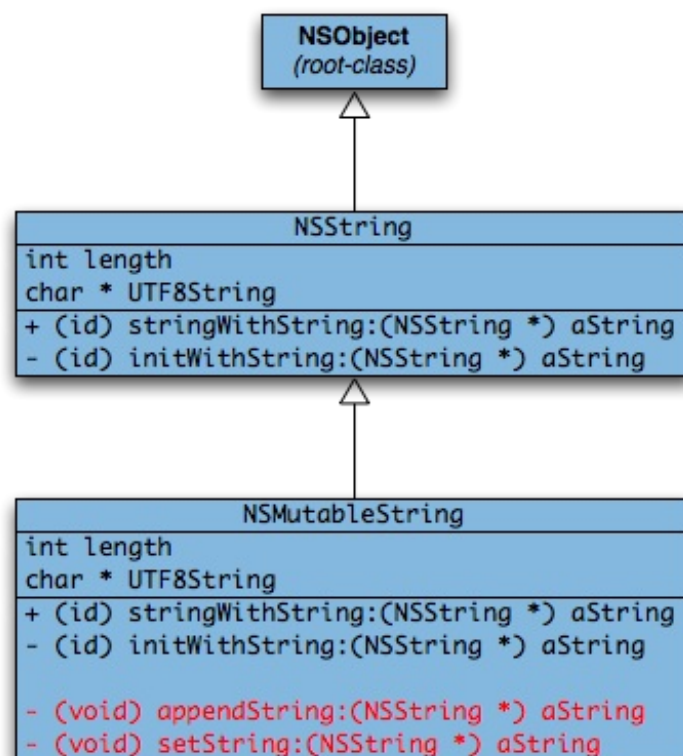 NSObject
(root-class)
NSString
int length
char * UTF8String
+ (id) stringWithString:(NSString *) aString
- (id) initWithString:(NSString *) aString
NSMutableString
int length
char * UTF8String
+ (id) stringWithString:(NSString *) aString
- (id) initWithString:(NSString *) aString
- (void) appendString:(NSString *) aString
- (void) setString:(NSString *) aString